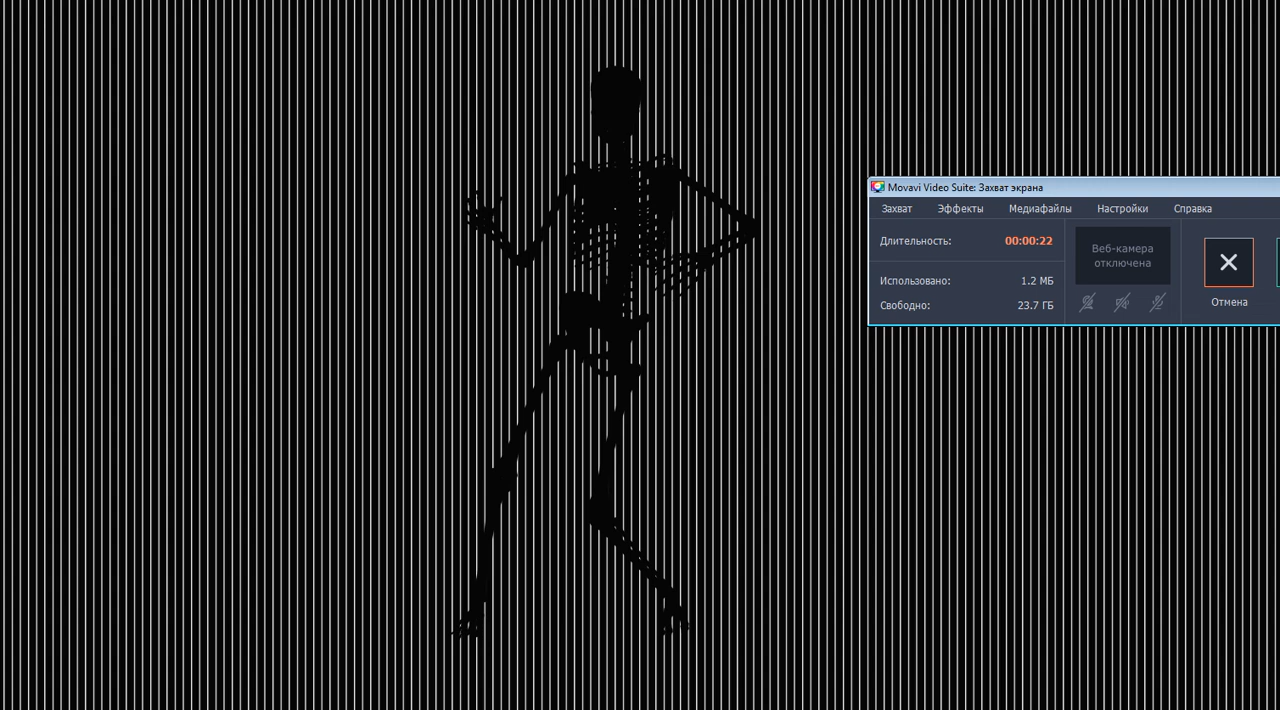 Movavi Video Suite: Захват экрана
Захват Эффекты Медиафайлы Настройки Справка
Длительность: 00:00:22
Использовано: 1.2 МБ
Свободно: 23.7 ГБ
Веб-камера
отключена
Отмена